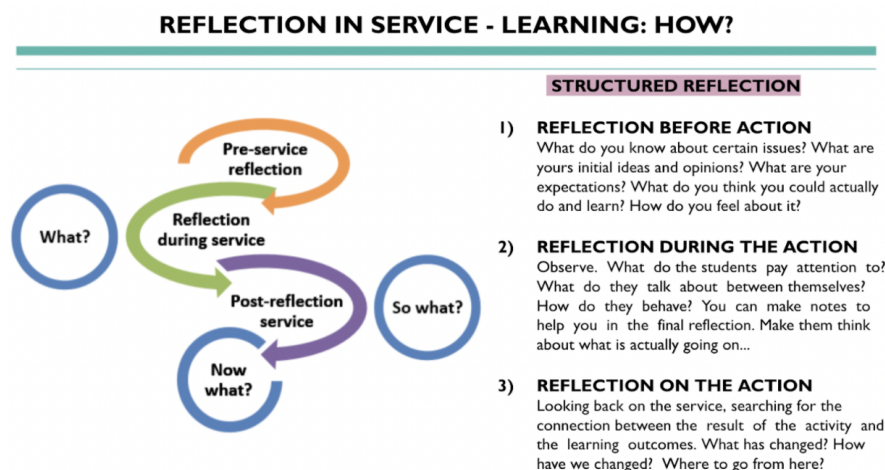 REFLECTION IN SERVICE - LEARNING: HOW?
Pre-service
reflection
What?
Reflection
during service
Post-reflection
service
So what?
Now
what?
STRUCTURED REFLECTION
1) REFLECTION BEFORE ACTION
What do you know about certain issues? What are
yours initial ideas and opinions? What are your
expectations? What do you think you could actually
do and learn? How do you feel about it?
2) REFLECTION DURING THE ACTION
Observe. What do the students pay attention to?
What do they talk about between themselves?
How do they behave? You can make notes to
help you in the final reflection. Make them think
about what is actually going on...
3) REFLECTION ON THE ACTION
Looking back on the service, searching for the
connection between the result of the activity and
the learning outcomes. What has changed? How
have we changed? Where to go from here?